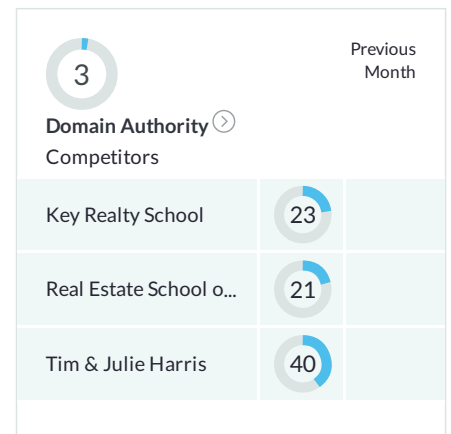 3
Previous
Month
Domain Authority
Competitors
Key Realty School 23
Real Estate School o... 21
Tim & Julie Harris 40